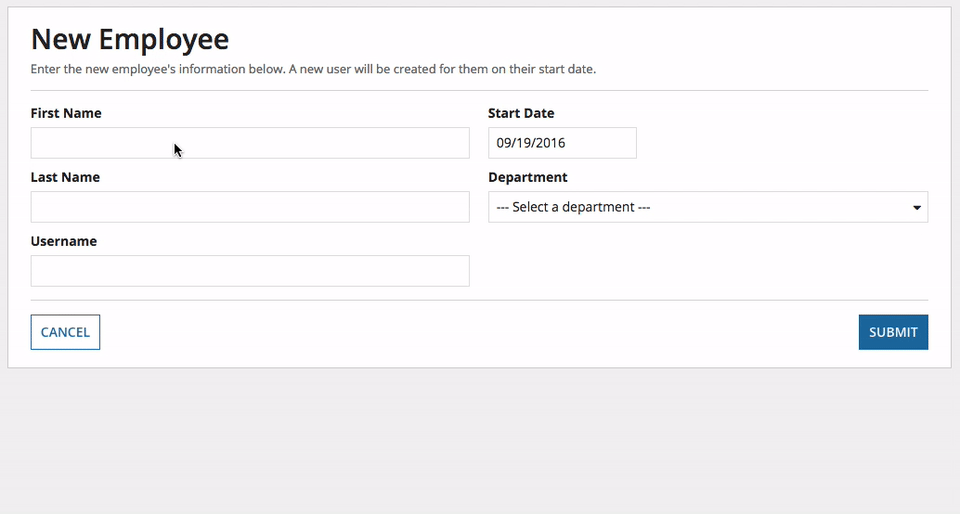 New Employee
Enter the new employee's information below. A new user will be created for them on their start date.
First Name
Start Date
09/19/2016
Last Name
Department
--- Select a department ---
Username
CANCEL
SUBMIT